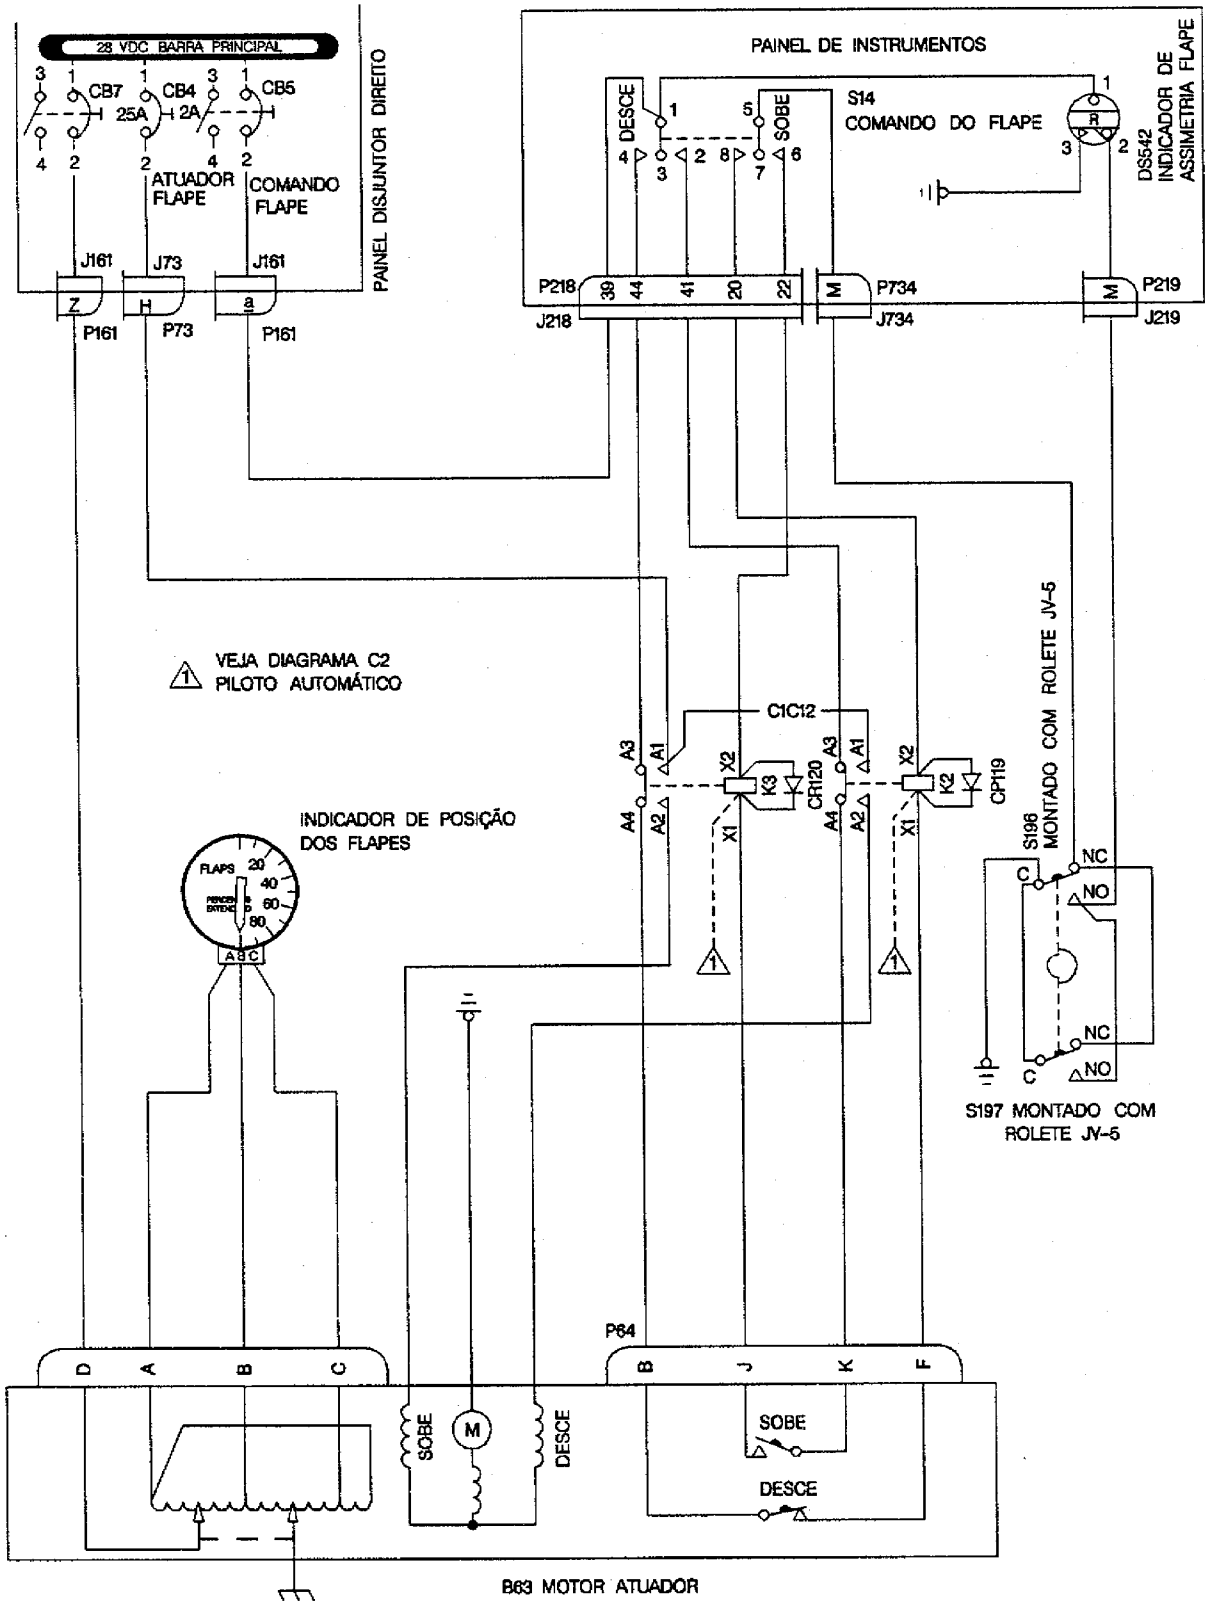 28 VDC BARRA PRINCIPAL
3 1 1 3 1
CB7 CB4 CB5
25A 2A
4 2 2 4 2
ATUADOR
FLAPE
COMANDO
FLAPE
PAINEL DISJUNTOR DIREITO
J161 J73 J161
Z H a
P161 P73 P161
PAINEL DE INSTRUMENTOS
DESCE
1 5
SOBE
4 3 2 8 7 6
S14
COMANDO DO FLAPE
1
R
3 2
DS542
INDICADOR DE
ASSIMETRIA FLAPE
P218 39 44 41 20 22 M P734 M P219
J218 J734 J219
1 VEJA DIAGRAMA C2
PILOTO AUTOMÁTICO
C1C12
A3 A1 X2 A3 A1 X2
K3 CR120 K2 CP119
A4 A2 X1 A4 A2 X1
1 1
S196
MONTADO COM ROLETE JV-5
C NC
NO
NC
C NO
S197 MONTADO COM
ROLETE JV-5
INDICADOR DE POSIÇÃO
DOS FLAPES
FLAPS 20
40
60
80
A B C
P64
D A B C B J K F
SOBE M DESCE
SOBE
DESCE
B63 MOTOR ATUADOR